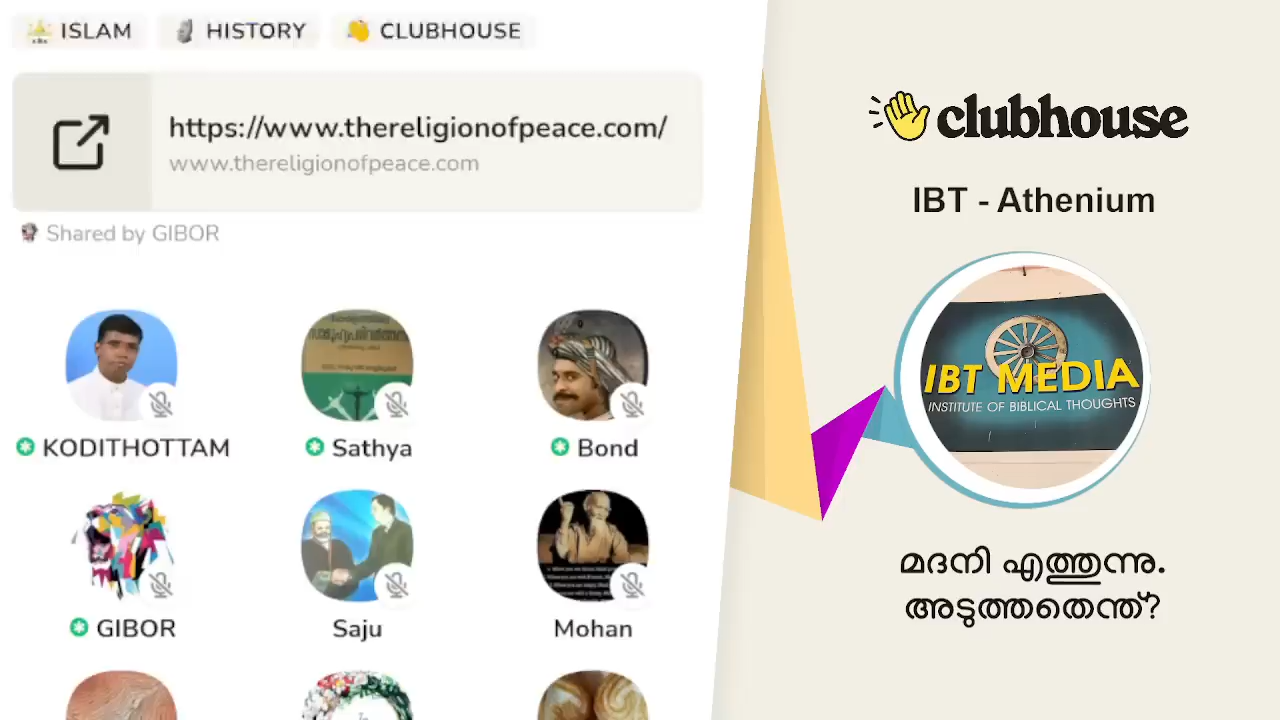 ISLAM
HISTORY
CLUBHOUSE
https://www.thereligionofpeace.com/
www.thereligionofpeace.com
Shared by GIBOR
KODITHOTTAM
Sathya
Bond
GIBOR
Saju
Mohan
clubhouse
IBT - Athenium
IBT MEDIA
INSTITUTE OF BIBLICAL THOUGHTS
മദനി എത്തുന്നു.
അടുത്തതെന്ത്?